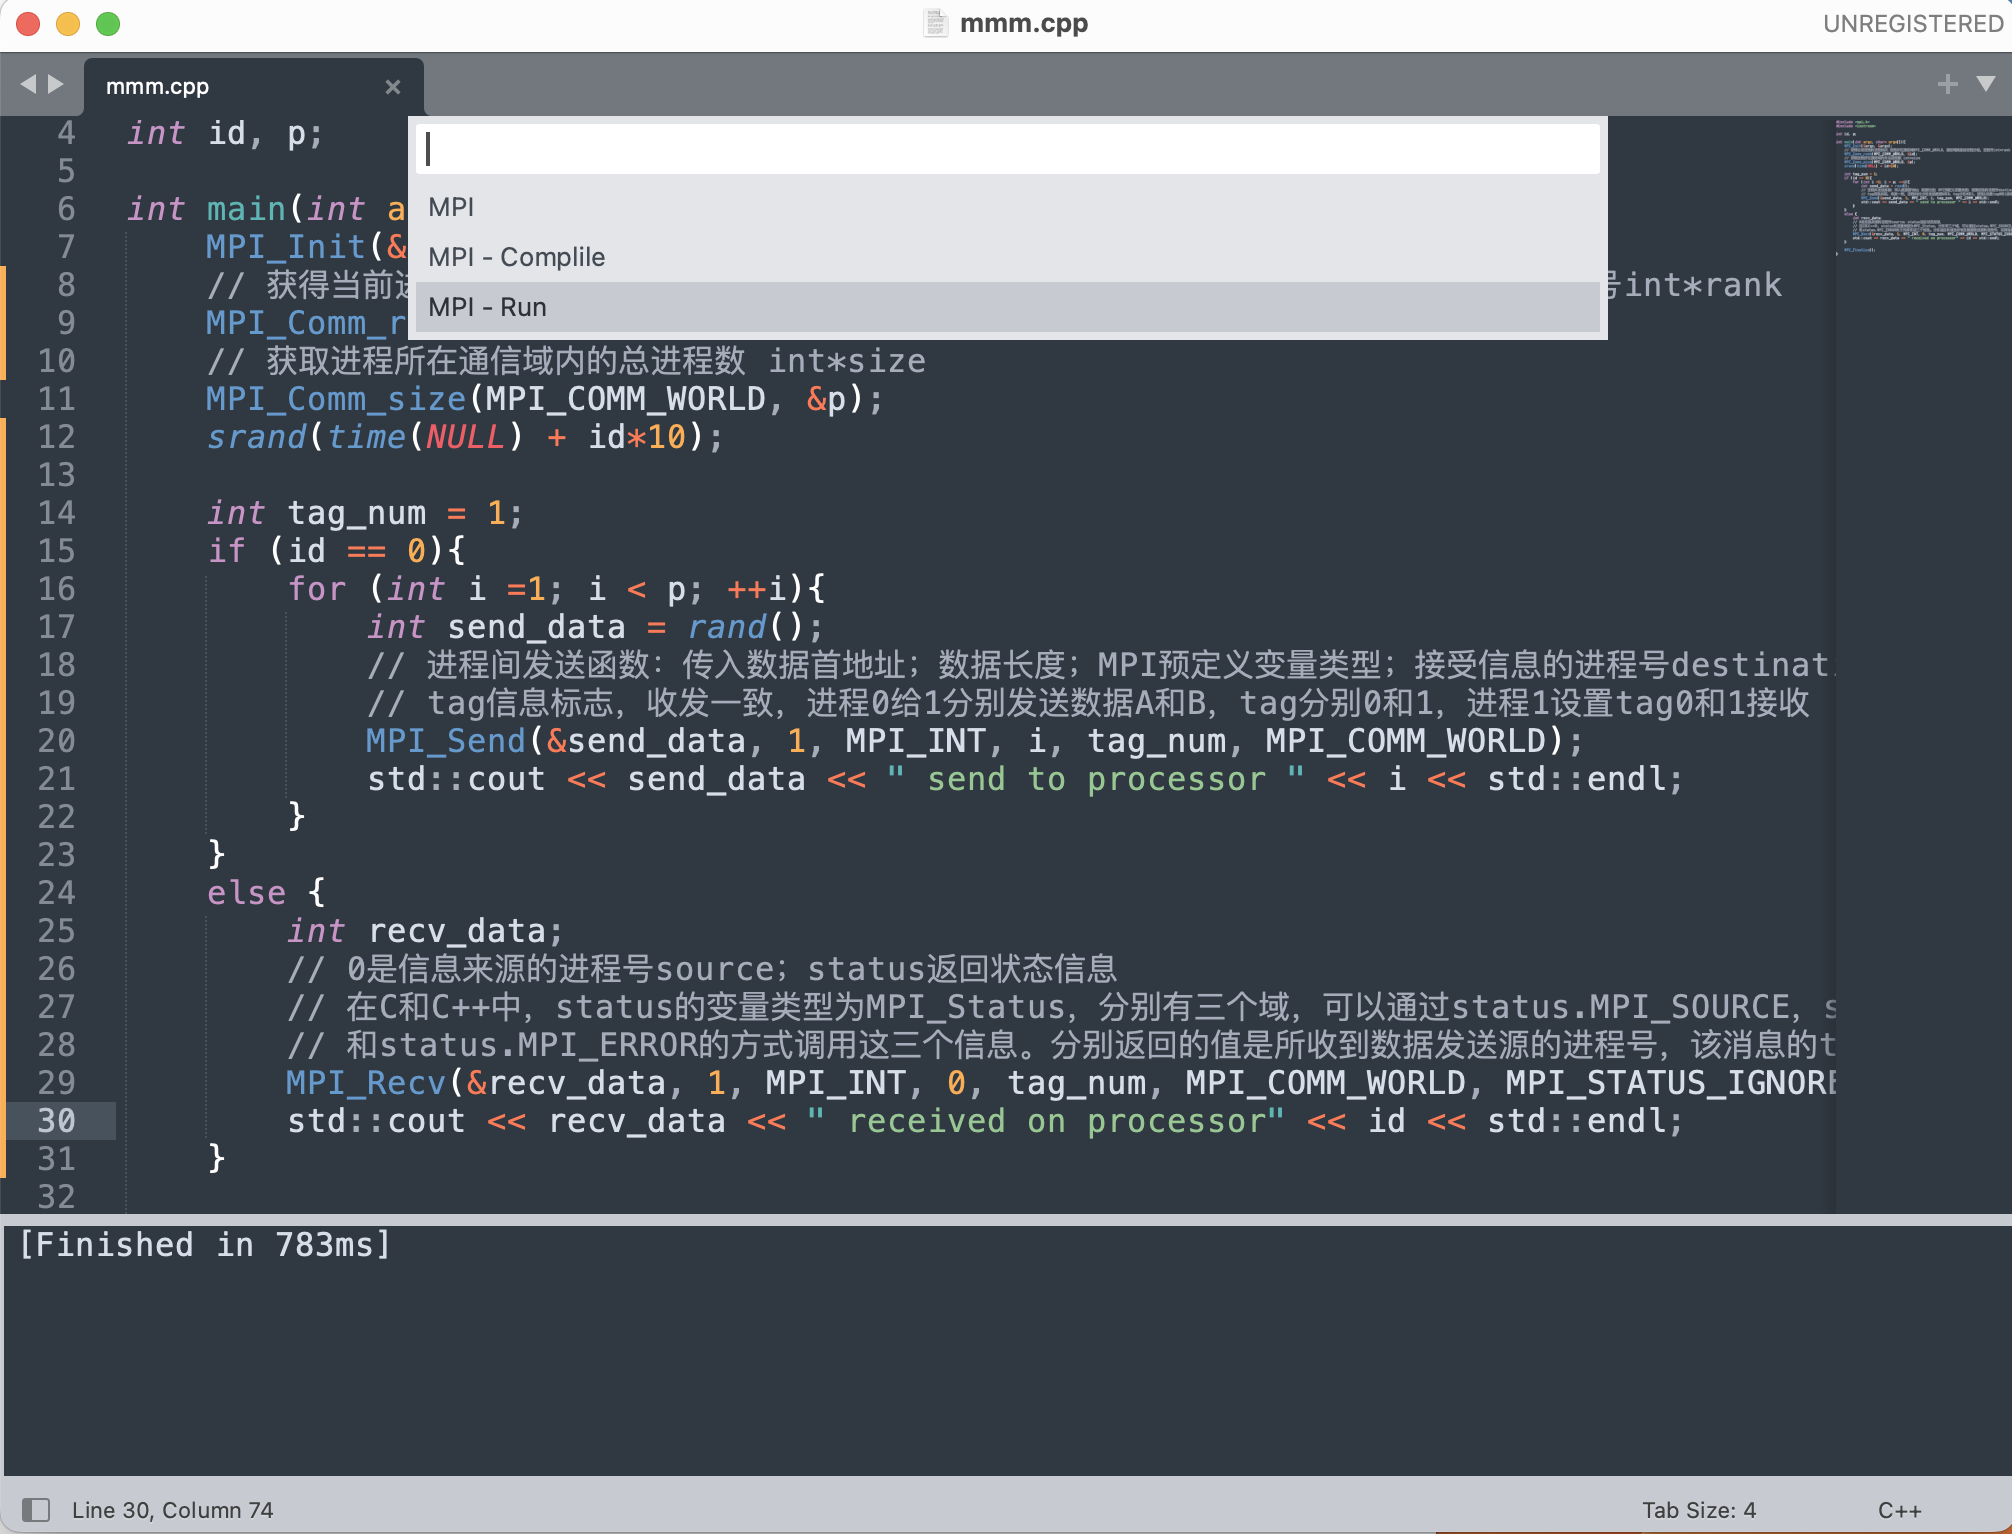 mmm.cpp
UNREGISTERED
mmm.cpp
4 int id, p;
5
6 int main(int a
7 MPI_Init(&
8 // 获得当前 号int*rank
9 MPI_Comm_r
10 // 获取进程所在通信域内的总进程数 int*size
11 MPI_Comm_size(MPI_COMM_WORLD, &p);
12 srand(time(NULL) + id*10);
13
14 int tag_num = 1;
15 if (id == 0){
16 for (int i =1; i < p; ++i){
17 int send_data = rand();
18 // 进程间发送函数：传入数据首地址；数据长度；MPI预定义变量类型；接受信息的进程号destinati
19 // tag信息标志，收发一致，进程0给1分别发送数据A和B，tag分别0和1，进程1设置tag0和1接收
20 MPI_Send(&send_data, 1, MPI_INT, i, tag_num, MPI_COMM_WORLD);
21 std::cout << send_data << " send to processor " << i << std::endl;
22 }
23 }
24 else {
25 int recv_data;
26 // 0是信息来源的进程号source；status返回状态信息
27 // 在C和C++中，status的变量类型为MPI_Status，分别有三个域，可以通过status.MPI_SOURCE，s
28 // 和status.MPI_ERROR的方式调用这三个信息。分别返回的值是所收到数据发送源的进程号，该消息的t
29 MPI_Recv(&recv_data, 1, MPI_INT, 0, tag_num, MPI_COMM_WORLD, MPI_STATUS_IGNORE
30 std::cout << recv_data << " received on processor" << id << std::endl;
31 }
32
MPI
MPI - Complile
MPI - Run
[Finished in 783ms]
Line 30, Column 74
Tab Size: 4
C++